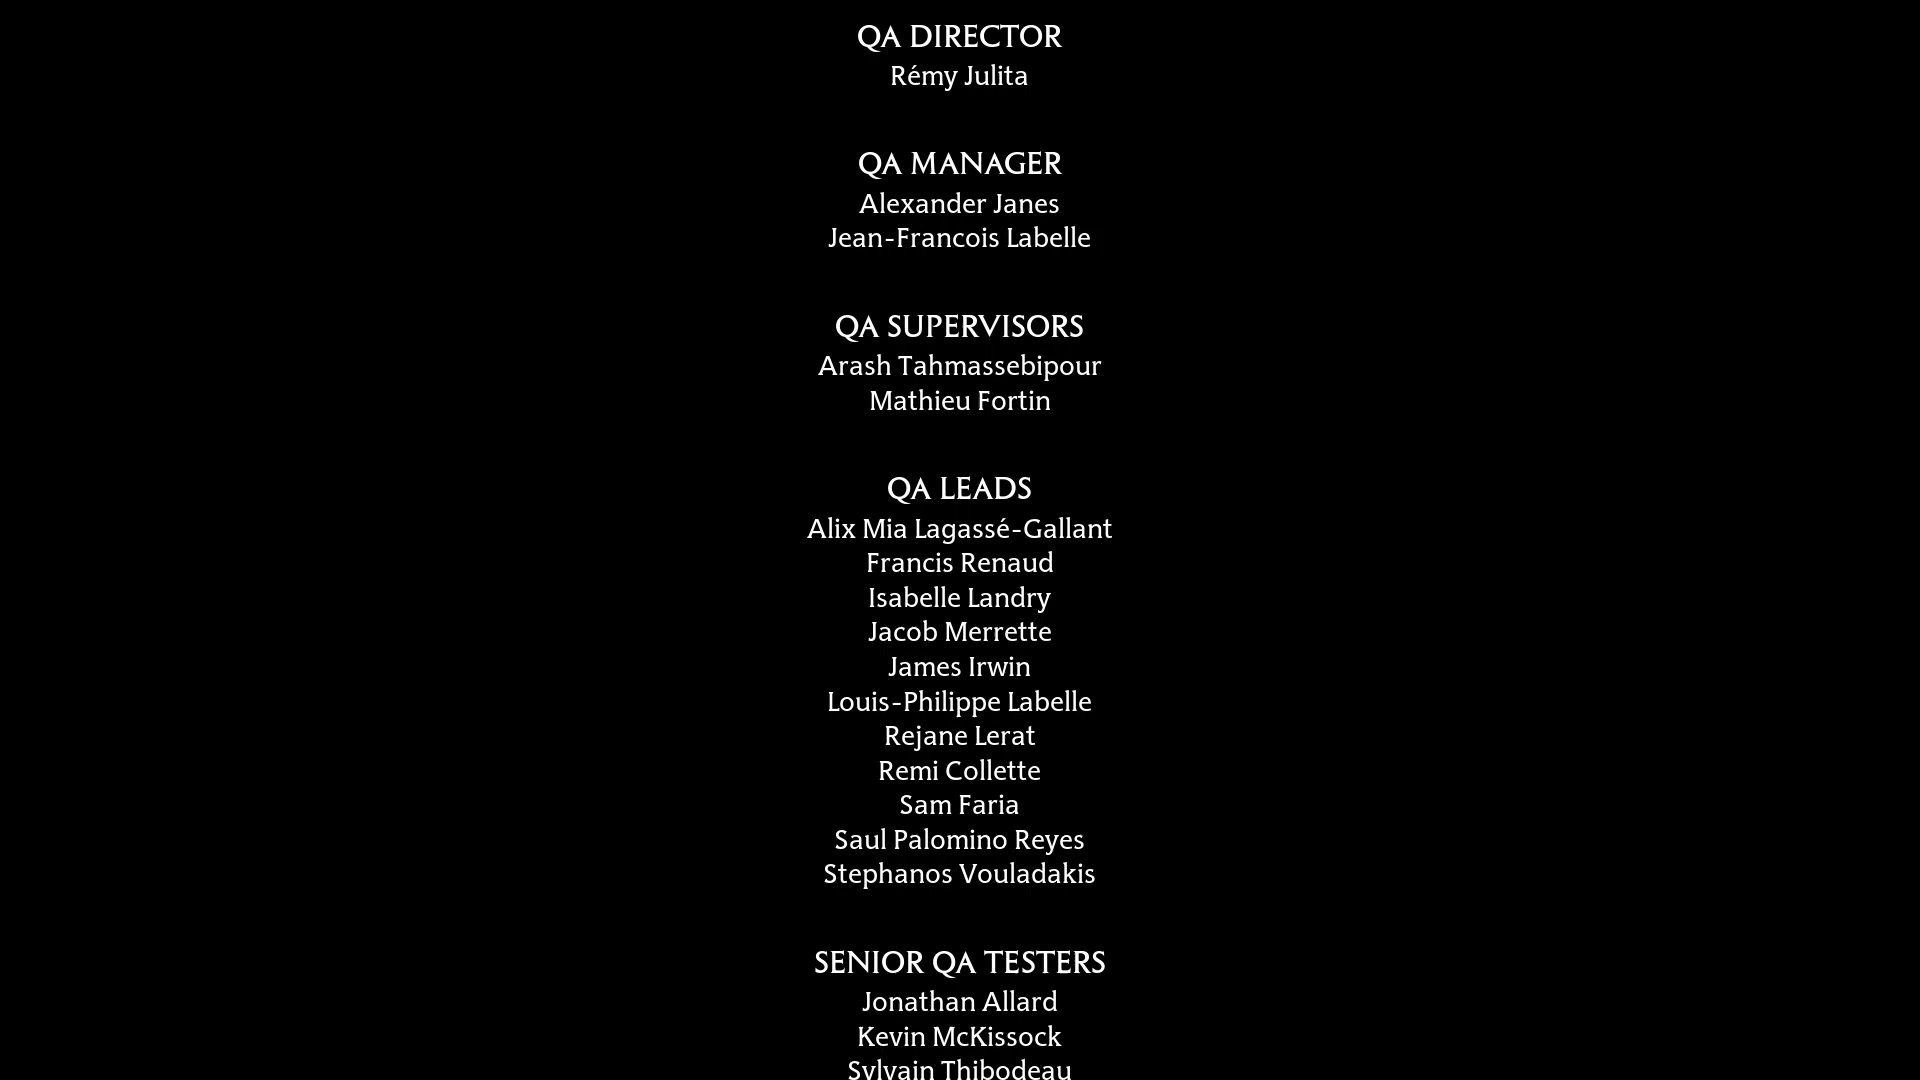 QA DIRECTOR
Rémy Julita
QA MANAGER
Alexander Janes
Jean-Francois Labelle
QA SUPERVISORS
Arash Tahmassebipour
Mathieu Fortin
QA LEADS
Alix Mia Lagassé-Gallant
Francis Renaud
Isabelle Landry
Jacob Merrette
James Irwin
Louis-Philippe Labelle
Rejane Lerat
Remi Collette
Sam Faria
Saul Palomino Reyes
Stephanos Vouladakis
SENIOR QA TESTERS
Jonathan Allard
Kevin McKissock
Sylvain Thibodeau